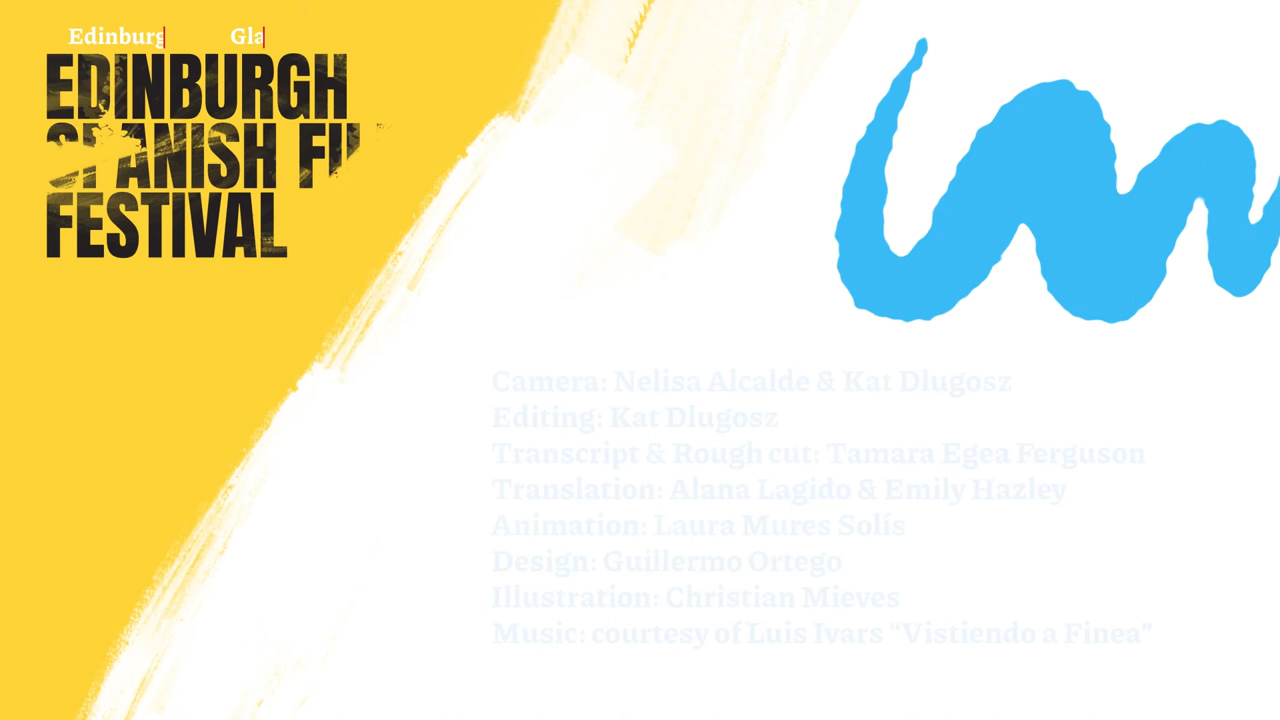 Edinburg Gla
EDINBURGH
SPANISH FIL
FESTIVAL
Camera: Nelisa Alcalde & Kat Dlugosz
Editing: Kat Dlugosz
Transcript & Rough cut: Tamara Egea Ferguson
Translation: Alana Lagido & Emily Hazley
Animation: Laura Mures Solís
Design: Guillermo Ortego
Illustration: Christian Mieves
Music: courtesy of Luis Ivars “Vistiendo a Finea”